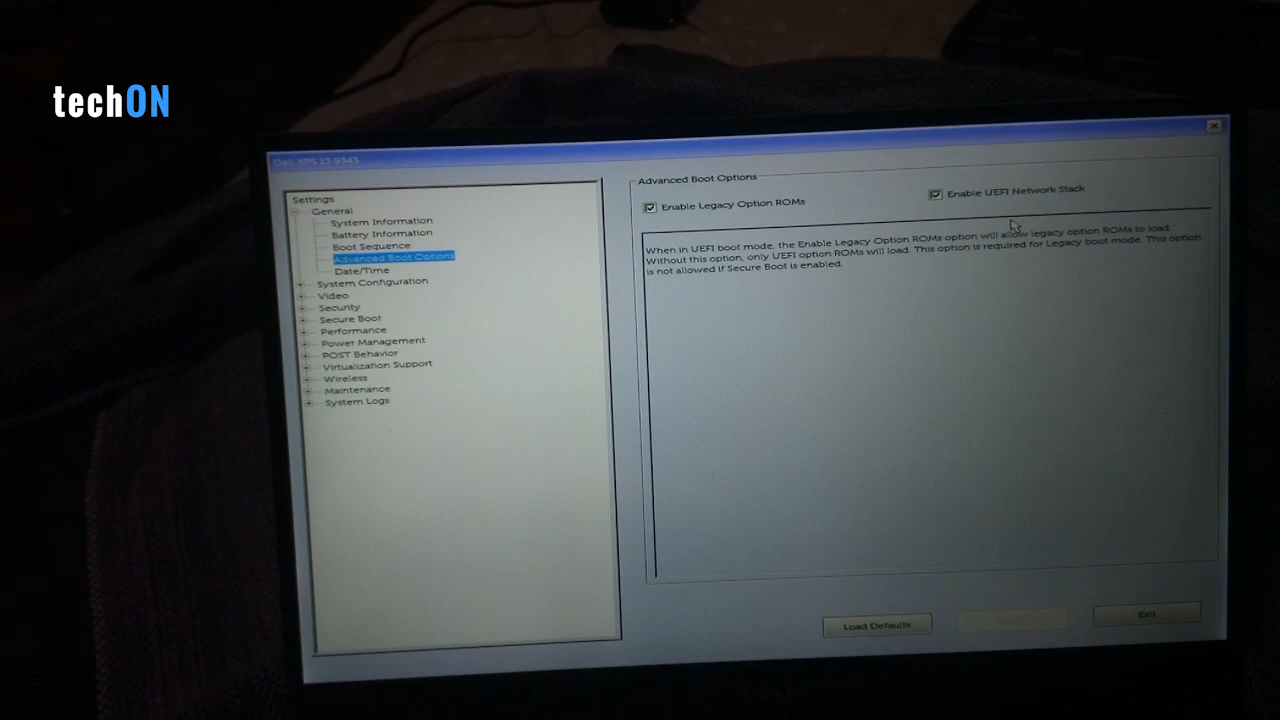 techON
Dell XPS 13 9343
Settings
General
System Information
Battery Information
Boot Sequence
Advanced Boot Options
Date/Time
System Configuration
Video
Security
Secure Boot
Performance
Power Management
POST Behavior
Virtualization Support
Wireless
Maintenance
System Logs
Advanced Boot Options
Enable Legacy Option ROMs
Enable UEFI Network Stack
When in UEFI boot mode, the Enable Legacy Option ROMs option will allow legacy option ROMs to load.
Without this option, only UEFI option ROMs will load. This option is required for Legacy boot mode. This option
is not allowed if Secure Boot is enabled.
Load Defaults
Exit